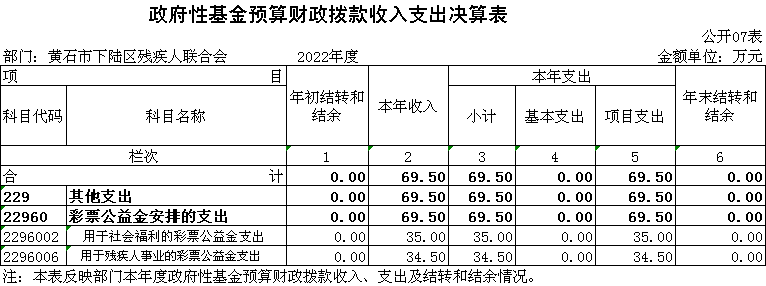 政府性基金预算财政拨款收入支出决算表
公开07表
部门：黄石市下陆区残疾人联合会 2022年度 金额单位：万元
项 目 年初结转和结余 本年收入 本年支出 年末结转和结余
科目代码 科目名称 小计 基本支出 项目支出
栏次 1 2 3 4 5 6
合 计 0.00 69.50 69.50 0.00 69.50 0.00
229 其他支出 0.00 69.50 69.50 0.00 69.50 0.00
22960 彩票公益金安排的支出 0.00 69.50 69.50 0.00 69.50 0.00
2296002 用于社会福利的彩票公益金支出 0.00 35.00 35.00 0.00 35.00 0.00
2296006 用于残疾人事业的彩票公益金支出 0.00 34.50 34.50 0.00 34.50 0.00
注：本表反映部门本年度政府性基金预算财政拨款收入、支出及结转和结余情况。